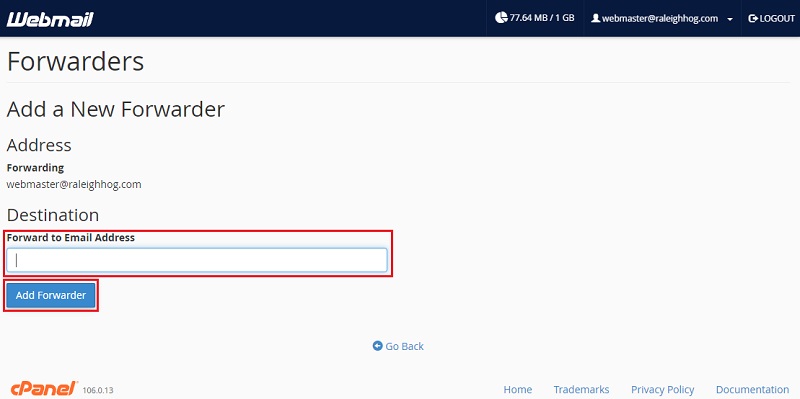 Webmail 77.64 MB / 1 GB webmaster@raleighhog.com LOGOUT
Forwarders
Add a New Forwarder
Address
Forwarding
webmaster@raleighhog.com
Destination
Forward to Email Address
Add Forwarder
Go Back
cPanel 106.0.13 Home Trademarks Privacy Policy Documentation